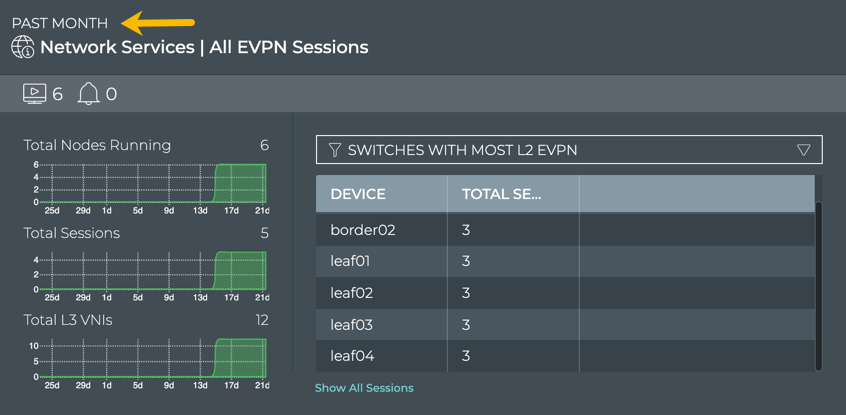 PAST MONTH
Network Services | All EVPN Sessions
6 0
Total Nodes Running 6
6
4
2
0
25d 29d 1d 5d 9d 13d 17d 21d
Total Sessions 5
4
2
0
25d 29d 1d 5d 9d 13d 17d 21d
Total L3 VNIs 12
10
5
0
25d 29d 1d 5d 9d 13d 17d 21d
SWITCHES WITH MOST L2 EVPN
DEVICE TOTAL SE...
border02 3
leaf01 3
leaf02 3
leaf03 3
leaf04 3
Show All Sessions